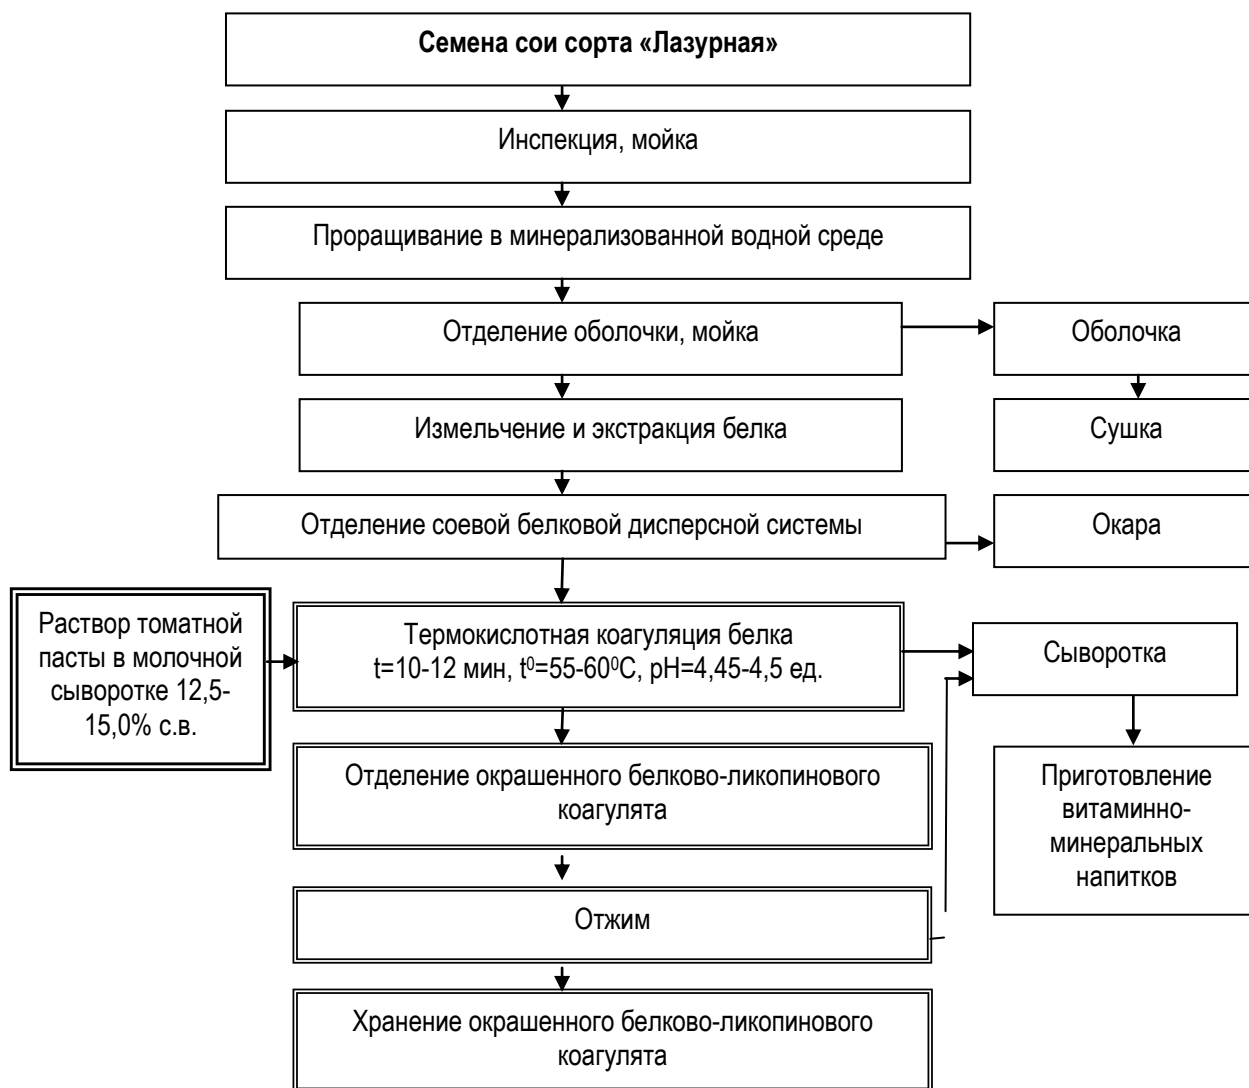 Семена сои сорта «Лазурная»
Инспекция, мойка
Проращивание в минерализованной водной среде
Отделение оболочки, мойка
Оболочка
Измельчение и экстракция белка
Сушка
Отделение соевой белковой дисперсной системы
Окара
Раствор томатной
пасты в молочной
сыворотке 12,5-
15,0% с.в.
Термокислотная коагуляция белка
t=10-12 мин, t⁰=55-60⁰С, рН=4,45-4,5 ед.
Сыворотка
Отделение окрашенного белково-ликопинового
коагулята
Приготовление
витаминно-
минеральных
напитков
Отжим
Хранение окрашенного белково-ликопинового
коагулята